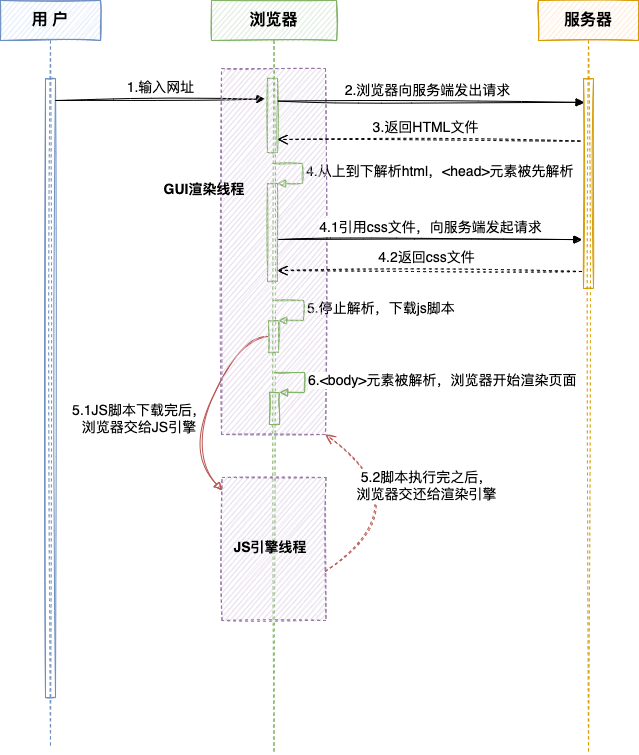 用 户
浏览器
服务器
1.输入网址
2.浏览器向服务端发出请求
3.返回HTML文件
4.从上到下解析html，<head>元素被先解析
GUI渲染线程
4.1引用css文件，向服务端发起请求
4.2返回css文件
5.停止解析，下载js脚本
6.<body>元素被解析，浏览器开始渲染页面
5.1JS脚本下载完后，
浏览器交给JS引擎
5.2脚本执行完之后，
浏览器交还给渲染引擎
JS引擎线程